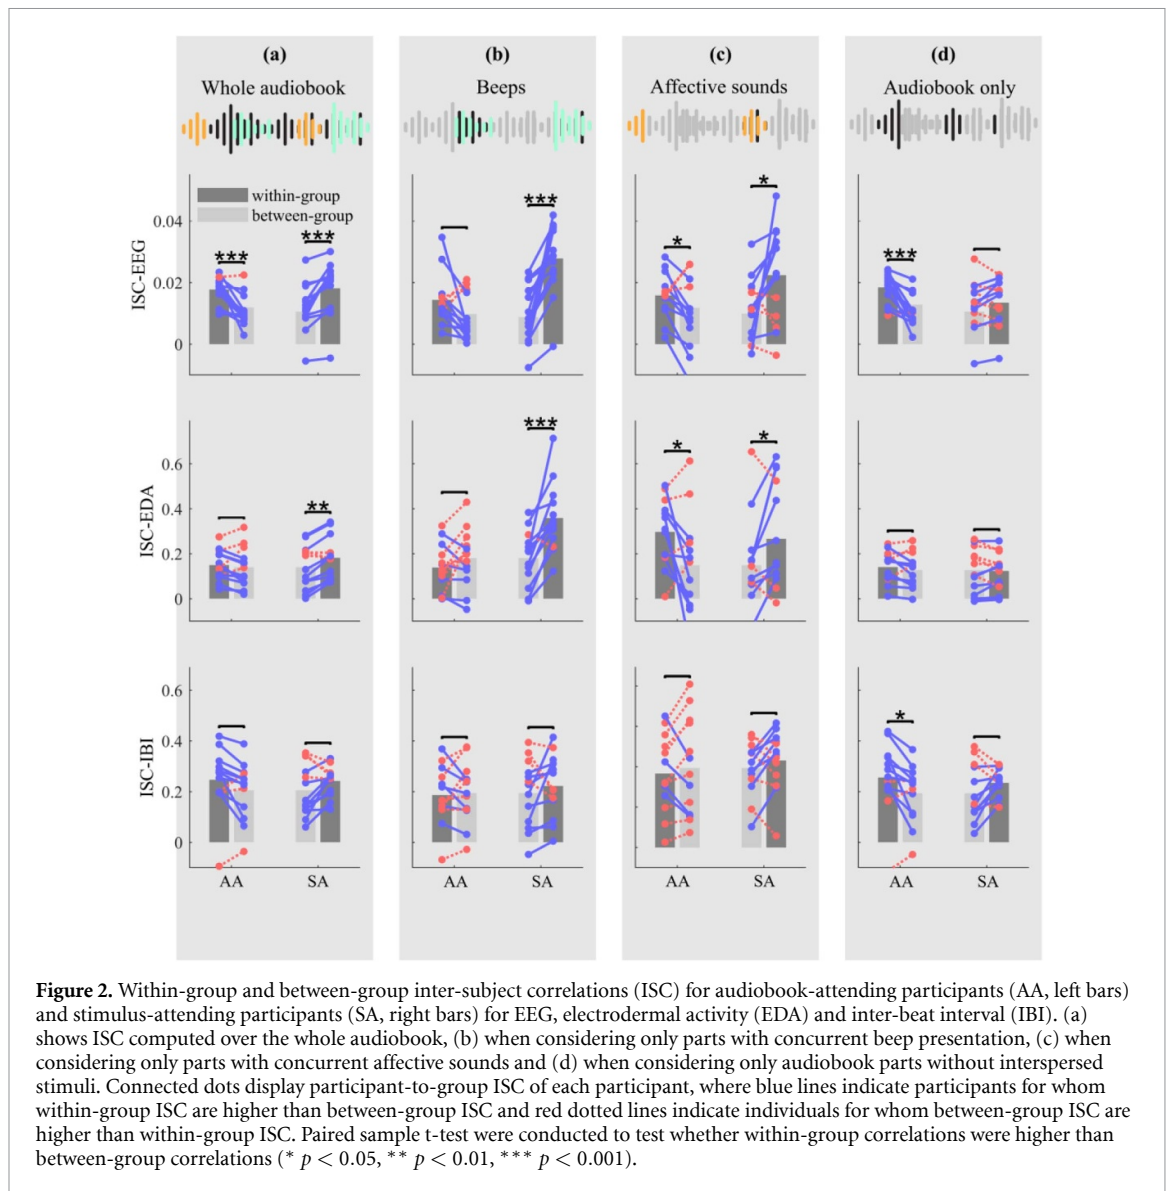 (a) (b) (c) (d)
Whole audiobook Beeps Affective sounds Audiobook only
within-group
between-group
ISC-EEG
0.04
0.02
0
*** *** *** * * ***
ISC-EDA
0.6
0.4
0.2
0
** *** * *
ISC-IBI
0.6
0.4
0.2
0
*
AA SA AA SA AA SA AA SA
Figure 2. Within-group and between-group inter-subject correlations (ISC) for audiobook-attending participants (AA, left bars)
and stimulus-attending participants (SA, right bars) for EEG, electrodermal activity (EDA) and inter-beat interval (IBI). (a)
shows ISC computed over the whole audiobook, (b) when considering only parts with concurrent beep presentation, (c) when
considering only parts with concurrent affective sounds and (d) when considering only audiobook parts without interspersed
stimuli. Connected dots display participant-to-group ISC of each participant, where blue lines indicate participants for whom
within-group ISC are higher than between-group ISC and red dotted lines indicate individuals for whom between-group ISC are
higher than within-group ISC. Paired sample t-test were conducted to test whether within-group correlations were higher than
between-group correlations (* p < 0.05, ** p < 0.01, *** p < 0.001).